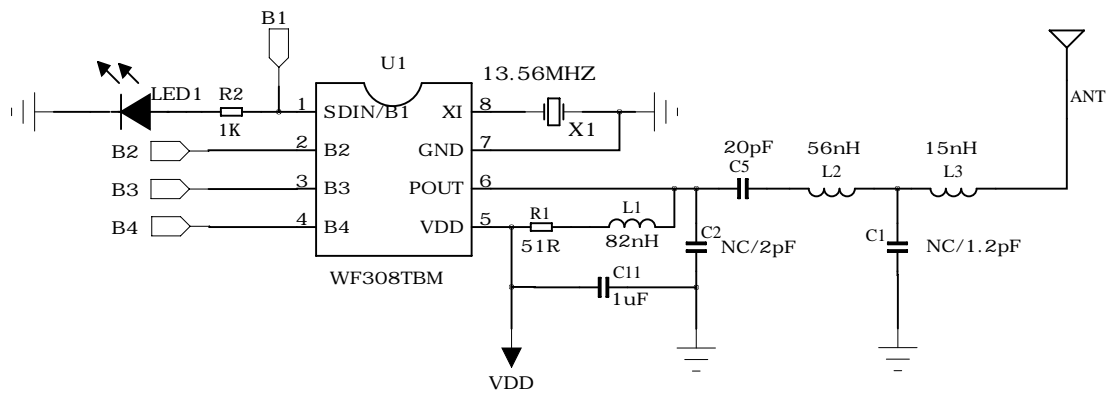 B1
U1
13.56MHZ
LED1
R2
1K
1
SDIN/B1
XI
8
X1
ANT
B2
2
B2
GND
7
20pF
C5
56nH
L2
15nH
L3
B3
3
B3
POUT
6
B4
4
B4
VDD
5
R1
51R
L1
82nH
C2
NC/2pF
C1
NC/1.2pF
WF308TBM
C11
1uF
VDD